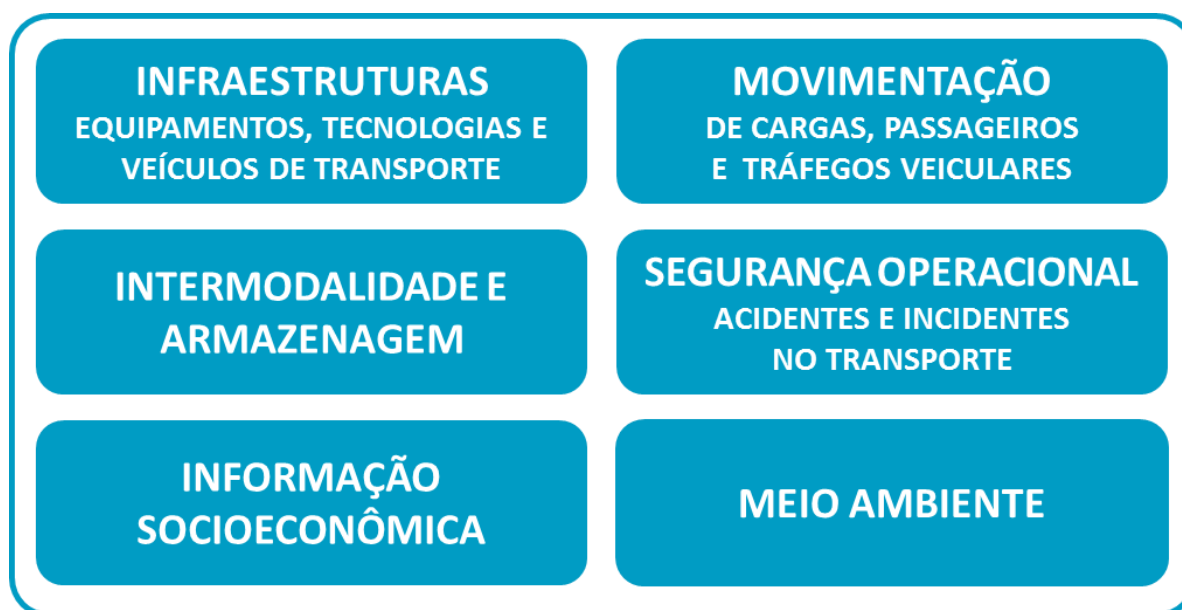 INFRAESTRUTURAS
EQUIPAMENTOS, TECNOLOGIAS E
VEÍCULOS DE TRANSPORTE
MOVIMENTAÇÃO
DE CARGAS, PASSAGEIROS
E TRÁFEGOS VEICULARES
INTERMODALIDADE E
ARMAZENAGEM
SEGURANÇA OPERACIONAL
ACIDENTES E INCIDENTES
NO TRANSPORTE
INFORMAÇÃO
SOCIOECONÔMICA
MEIO AMBIENTE